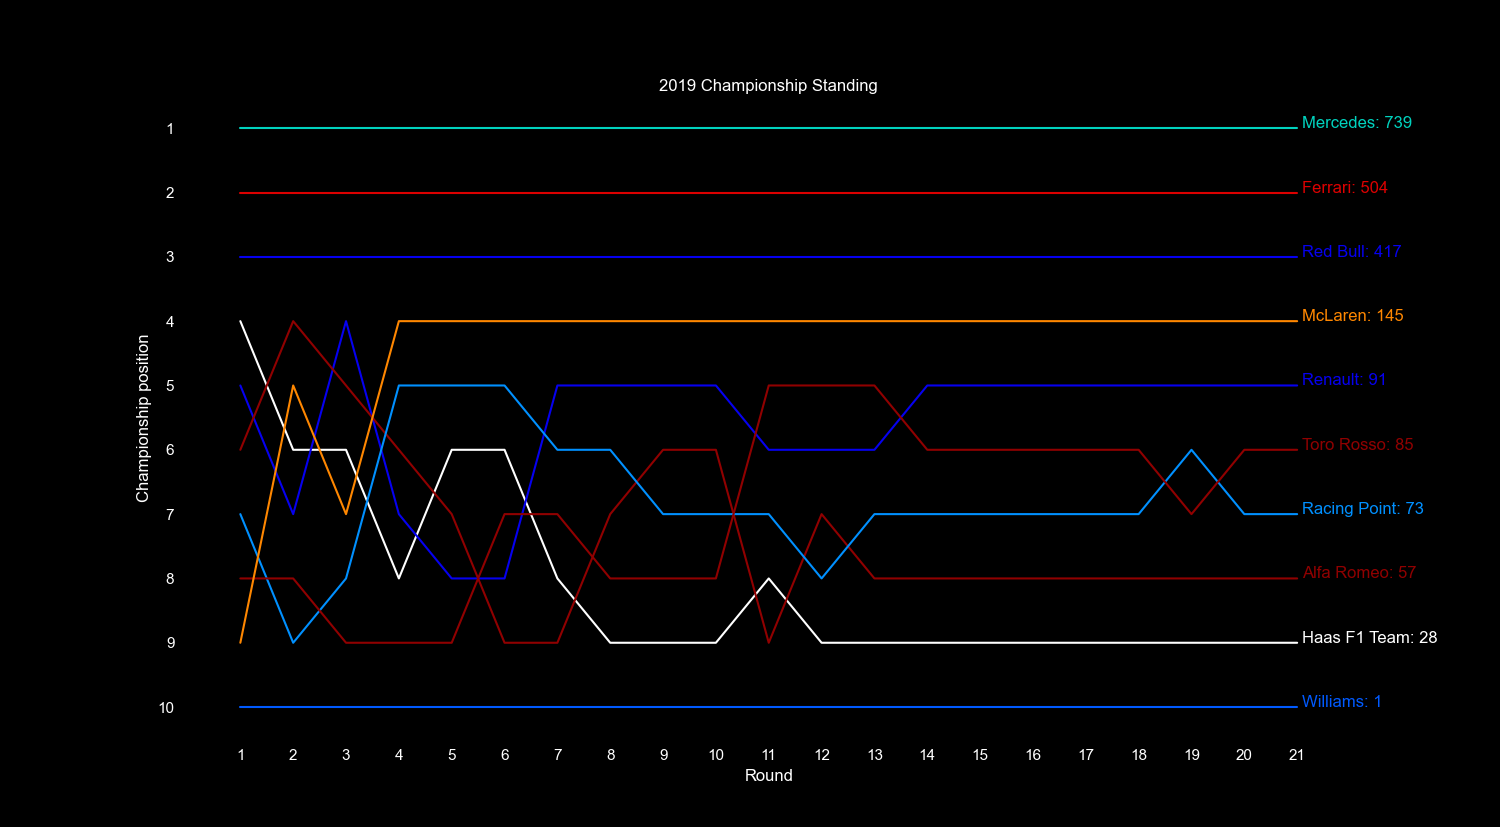 2019 Championship Standing
1
Mercedes: 739
2
Ferrari: 504
3
Red Bull: 417
4
McLaren: 145
Championship position
5
Renault: 91
6
Toro Rosso: 85
7
Racing Point: 73
8
Alfa Romeo: 57
9
Haas F1 Team: 28
10
Williams: 1
1 2 3 4 5 6 7 8 9 10 11 12 13 14 15 16 17 18 19 20 21
Round